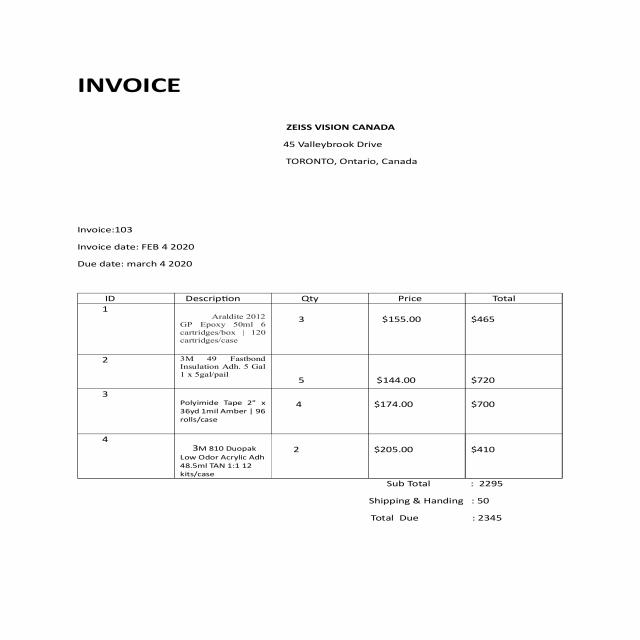 INVOICE
ZEISS VISION CANADA
45 Valleybrook Drive
TORONTO, Ontario, Canada
Invoice:103
Invoice date: FEB 4 2020
Due date: march 4 2020
ID Description Qty Price Total
1
Araldite 2012
GP Epoxy 50ml 6
cartridges/box | 120
cartridges/case
3 $155.00 $465
2
3M 49 Fastbond
Insulation Adh. 5 Gal
1 x 5gal/pail
5 $144.00 $720
3
Polyimide Tape 2" x
36yd 1mil Amber | 96
rolls/case
4 $174.00 $700
4
3M 810 Duopak
Low Odor Acrylic Adh
48.5ml TAN 1:1 12
kits/case
2 $205.00 $410
Sub Total : 2295
Shipping & Handing : 50
Total Due : 2345